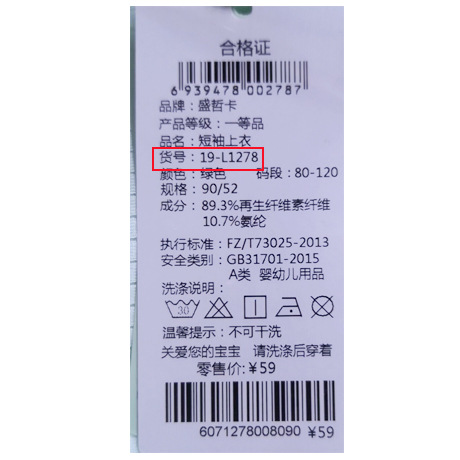 合格证
6 939478 002787
品牌：盛哲卡
产品等级：一等品
品名：短袖上衣
货号：19-L1278
颜色：绿色 码段：80-120
规格：90/52
成分：89.3%再生纤维素纤维
10.7%氨纶
执行标准：FZ/T73025-2013
安全类别：GB31701-2015
A类 婴幼儿用品
洗涤说明：
30
温馨提示：不可干洗
关爱您的宝宝 请洗涤后穿着
零售价:¥59
6071278008090 ¥59